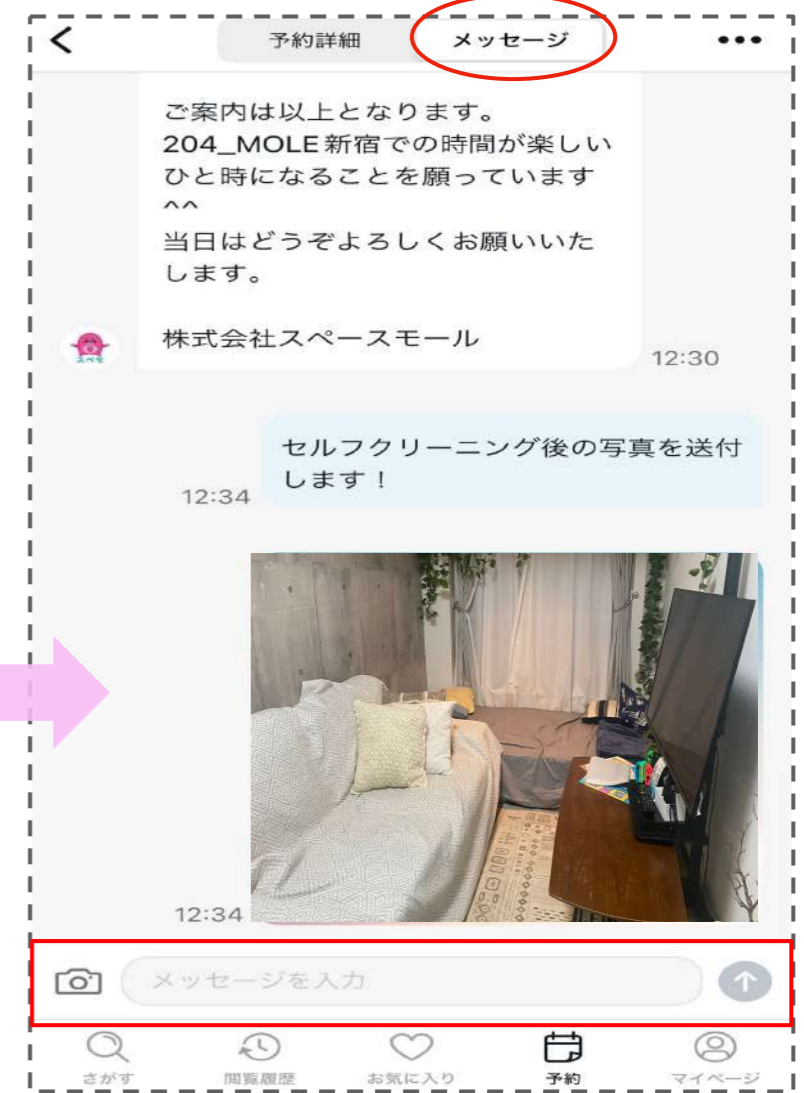 予約詳細
メッセージ
ご案内は以上となります。
204_MOLE新宿での時間が楽しい
ひと時になることを願っています
^^
当日はどうぞよろしくお願いいた
します。
株式会社スペースモール
12:30
セルフクリーニング後の写真を送付
します！
12:34
12:34
メッセージを入力
さがす
閲覧履歴
お気に入り
予約
マイページ